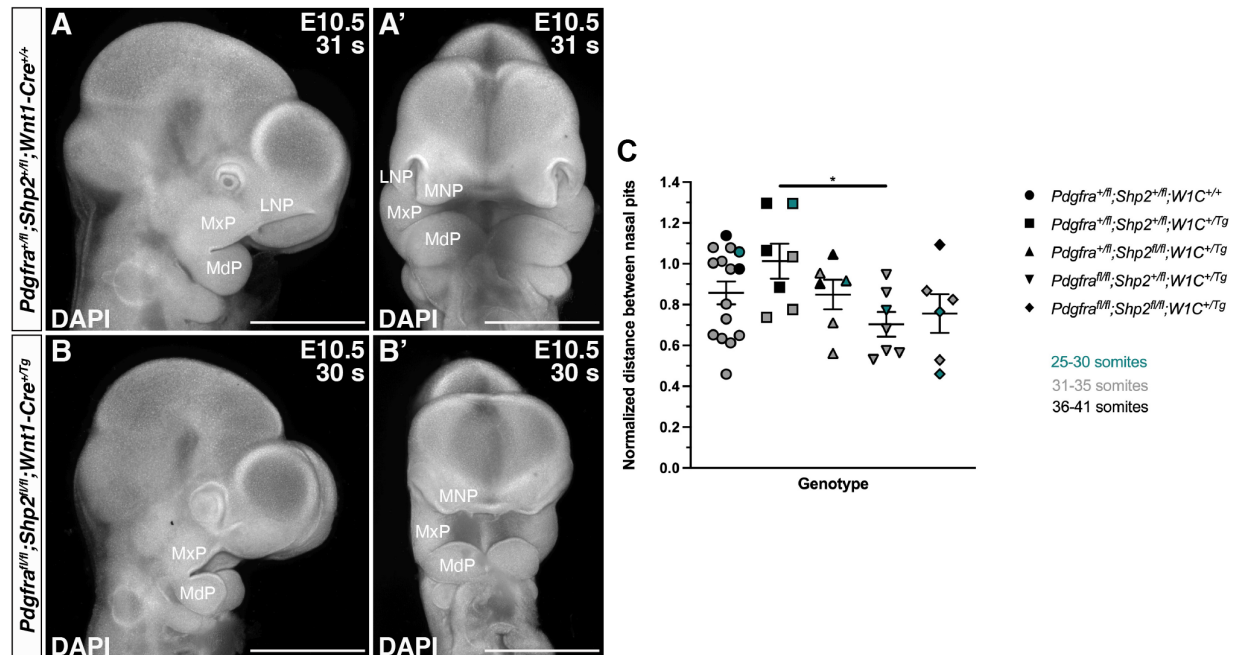 Pdgfra+/fl;Shp2+/fl;Wnt1-Cre+/+
A
E10.5
31 s
MxP
LNP
MdP
DAPI
A’
E10.5
31 s
LNP
MNP
MxP
MdP
DAPI
Pdgfrafl/fl;Shp2fl/fl;Wnt1-Cre+/Tg
B
E10.5
30 s
MxP
MdP
DAPI
B’
E10.5
30 s
MNP
MxP
MdP
DAPI
C
Normalized distance between nasal pits
1.4
1.2
1.0
0.8
0.6
0.4
0.2
0.0
*
Genotype
Pdgfra+/fl;Shp2+/fl;W1C+/+
Pdgfra+/fl;Shp2+/fl;W1C+/Tg
Pdgfra+/fl;Shp2fl/fl;W1C+/Tg
Pdgfrafl/fl;Shp2+/fl;W1C+/Tg
Pdgfrafl/fl;Shp2fl/fl;W1C+/Tg
25-30 somites
31-35 somites
36-41 somites